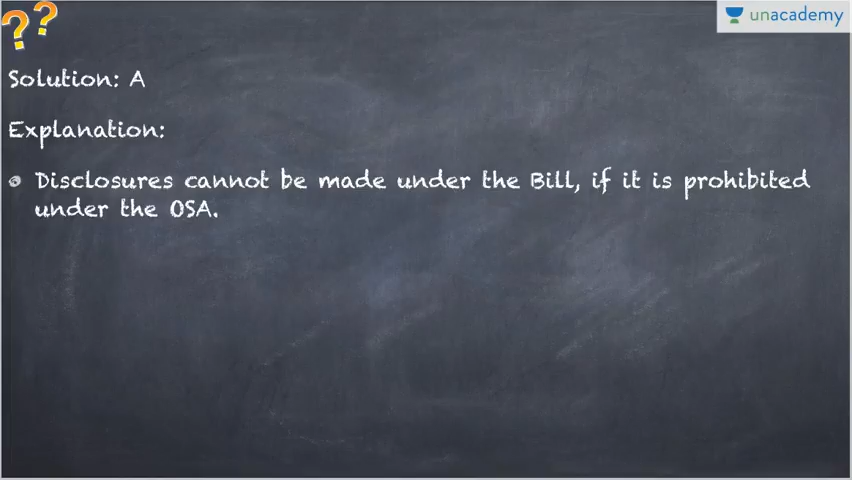 ??
unacademy
Solution: A
Explanation:
Disclosures cannot be made under the Bill, if it is prohibited
under the OSA.